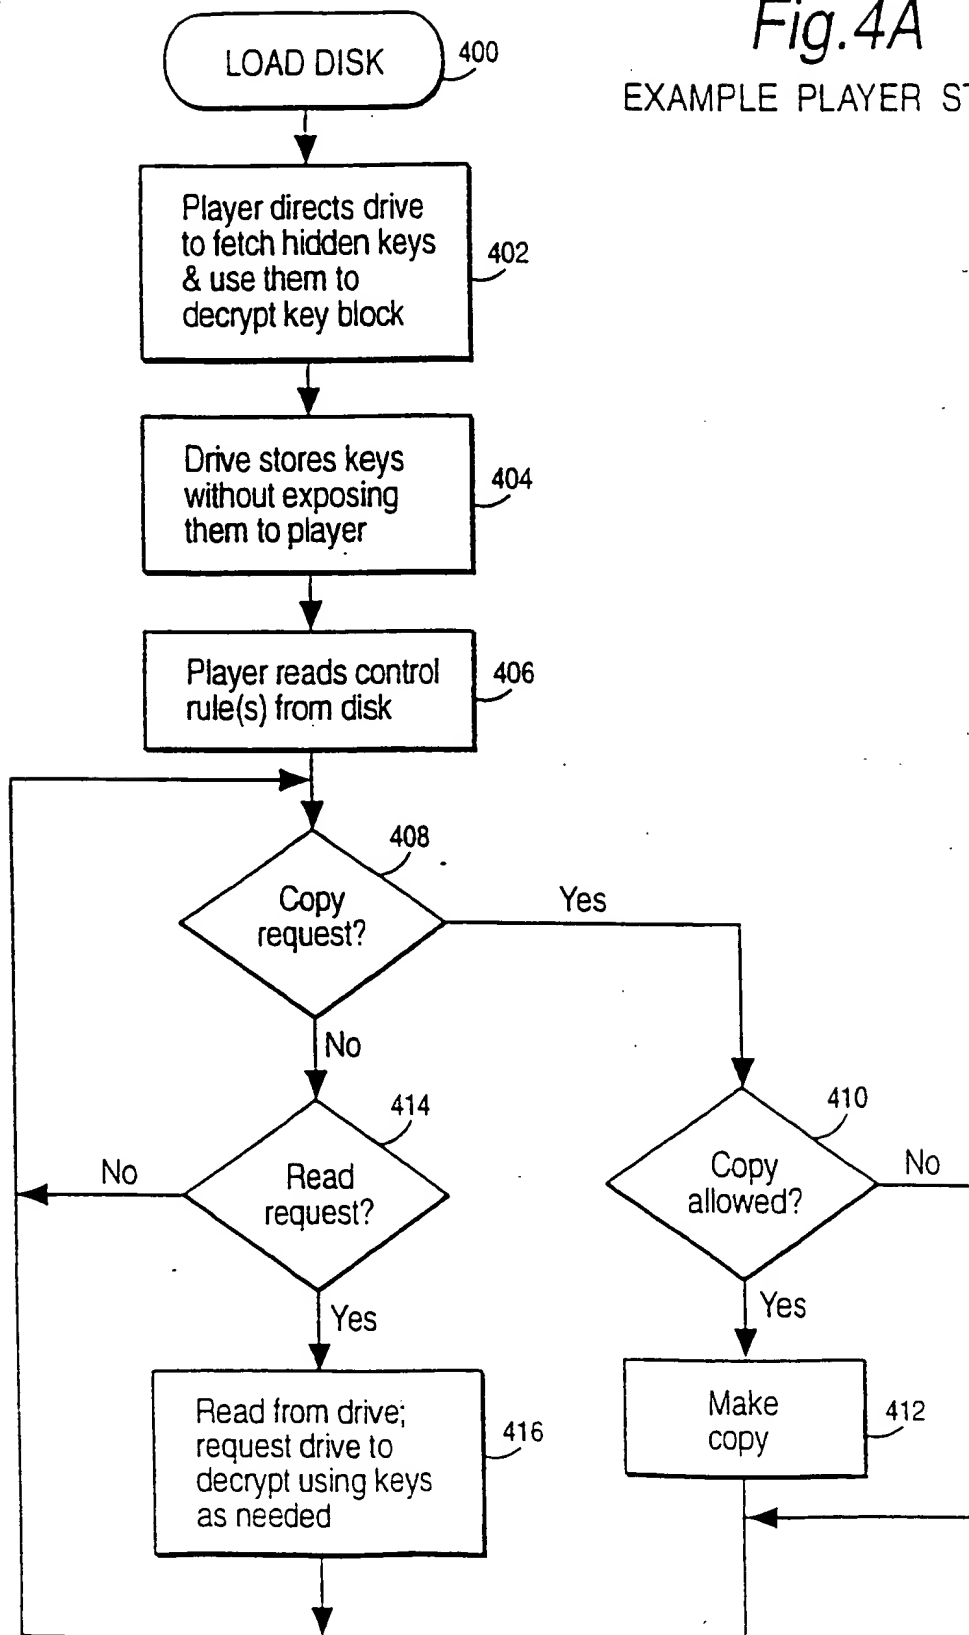 Fig.4A
EXAMPLE PLAYER
LOAD DISK
400
Player directs drive
to fetch hidden keys
& use them to
decrypt key block
402
Drive stores keys
without exposing
them to player
404
Player reads control
rule(s) from disk
406
Copy
request?
408
Yes
No
Read
request?
414
No
Yes
Copy
allowed?
410
No
Yes
Read from drive;
request drive to
decrypt using keys
as needed
416
Make
copy
412